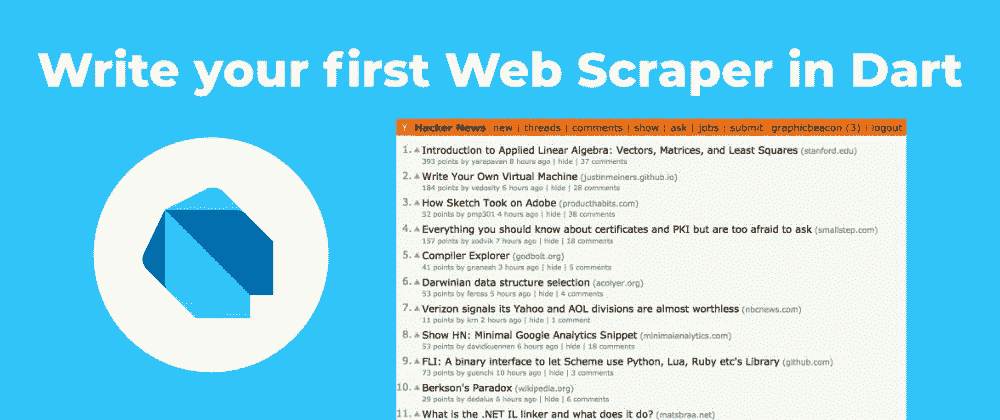 Write your first Web Scraper in Dart
Y Hacker News new | threads | comments | show | ask | jobs | submit graphicbeacon (3) | logout
1. Introduction to Applied Linear Algebra: Vectors, Matrices, and Least Squares (stanford.edu)
393 points by yarapavan 8 hours ago | hide | 37 comments
2. Write Your Own Virtual Machine (justinmeiners.github.io)
184 points by vedosity 6 hours ago | hide | 28 comments
3. How Sketch Took on Adobe (producthabits.com)
52 points by pmp301 4 hours ago | hide | 38 comments
4. Everything you should know about certificates and PKI but are too afraid to ask (smallstep.com)
157 points by zodvik 7 hours ago | hide | 18 comments
5. Compiler Explorer (godbolt.org)
41 points by gnanesh 3 hours ago | hide | 5 comments
6. Darwinian data structure selection (acolyer.org)
53 points by feross 5 hours ago | hide | 4 comments
7. Verizon signals its Yahoo and AOL divisions are almost worthless (nbcnews.com)
11 points by krn 2 hours ago | hide | 1 comment
8. Show HN: Minimal Google Analytics Snippet (minimalanalytics.com)
53 points by davidkuennen 6 hours ago | hide | 18 comments
9. FLI: A binary interface to let Scheme use Python, Lua, Ruby etc's Library (github.com)
73 points by guenchi 10 hours ago | hide | 3 comments
10. Berkson's Paradox (wikipedia.org)
29 points by dedalus 6 hours ago | hide | 6 comments
11. What is the .NET IL linker and what does it do? (matsbraa.net)